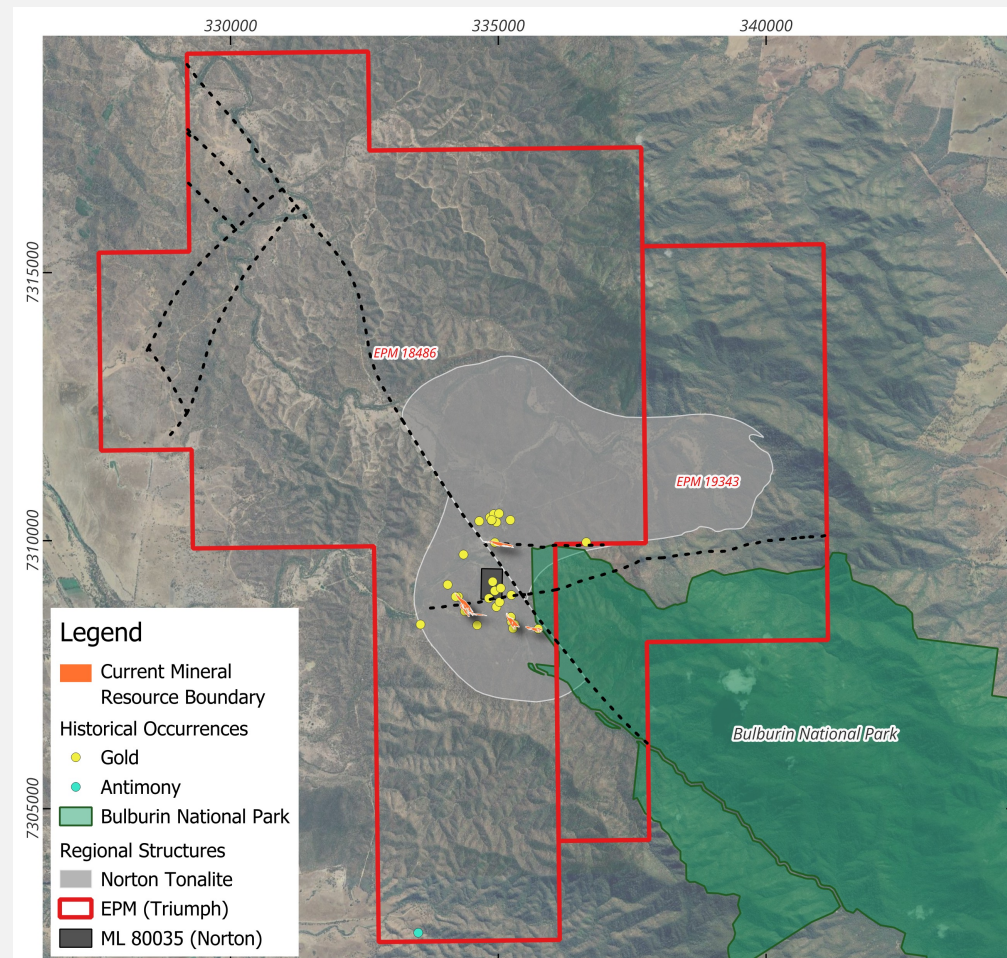 330000
335000
340000
7315000
7310000
7305000
EPM 18486
EPM 19343
Bulburin National Park
Legend
Current Mineral
Resource Boundary
Historical Occurrences
Gold
Antimony
Bulburin National Park
Regional Structures
Norton Tonalite
EPM (Triumph)
ML 80035 (Norton)